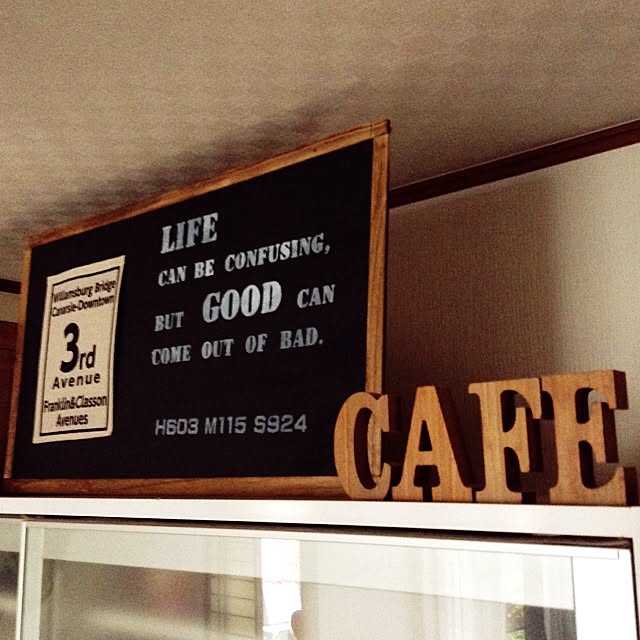 LIFE
CAN BE CONFUSING,
BUT GOOD CAN
COME OUT OF BAD.
H6D3 M115 S924
Williamsburg Bridge
Canarsie-Downtown
3rd
Avenue
Franklin&Classon
Avenues
CAFE